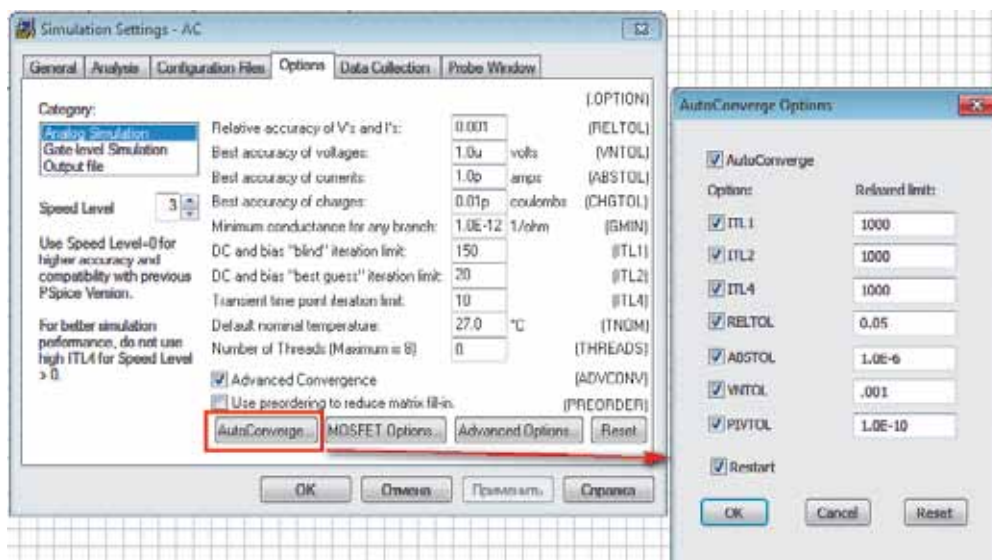 Simulation Settings - AC
General Analysis Configuration Files Options Data Collection Probe Window
Category:
Analog Simulation
Gate-level Simulation
Output file
Speed Level 3
Use Speed Level=0 for
higher accuracy and
compatibility with previous
PSpice Version.
For better simulation
performance, do not use
high ITL4 for Speed Level
> 0.
(.OPTION)
Relative accuracy of V's and I's: 0.001 (RELTOL)
Best accuracy of voltages: 1.0u volts (VNTOL)
Best accuracy of currents: 1.0p amps (ABSTOL)
Best accuracy of charges: 0.01p coulombs (CHGTOL)
Minimum conductance for any branch: 1.0E-12 1/ohm (GMIN)
DC and bias "blind" iteration limit: 150 (ITL1)
DC and bias "best guess" iteration limit: 20 (ITL2)
Transient time point iteration limit: 10 (ITL4)
Default nominal temperature: 27.0 °C (TNOM)
Number of Threads (Maximum is 8) 0 (THREADS)
Advanced Convergence (ADVCONV)
Use preordering to reduce matrix fill-in. (PREORDER)
AutoConverge... MOSFET Options... Advanced Options... Reset
OK Отмена Применить Справка
AutoConverge Options
AutoConverge
Option: Relaxed limit:
ITL1 1000
ITL2 1000
ITL4 1000
RELTOL 0.05
ABSTOL 1.0E-6
VNTOL .001
PIVTOL 1.0E-10
Restart
OK Cancel Reset